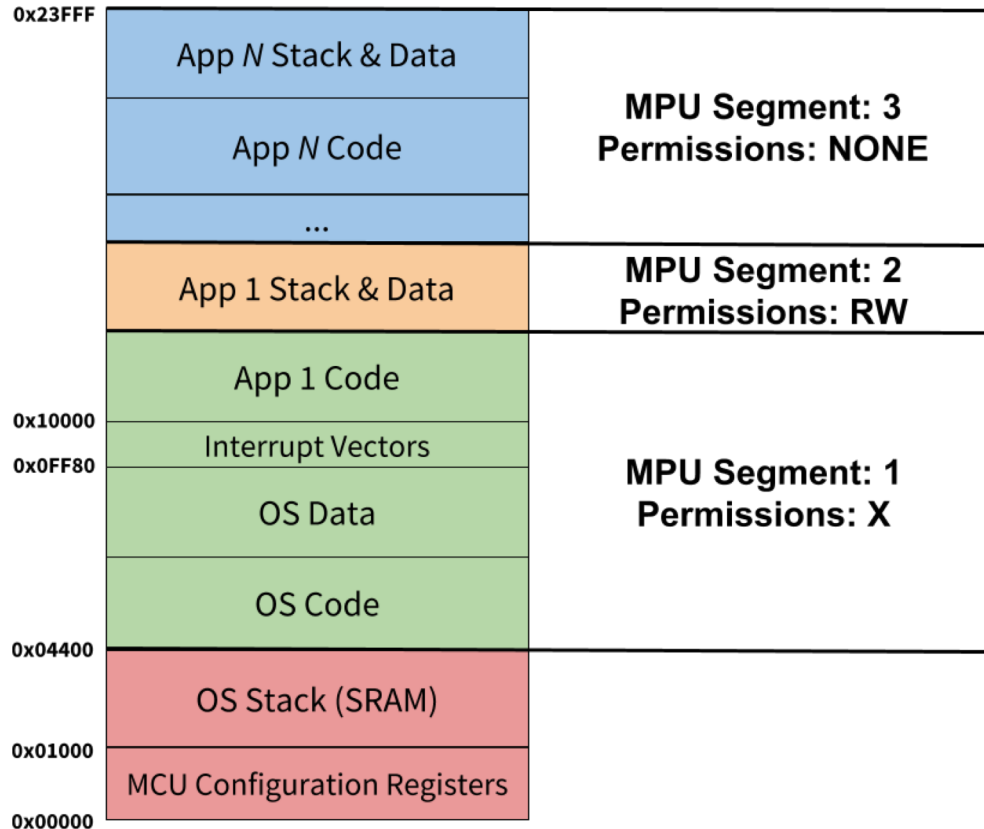 0x23FFF
App N Stack & Data
App N Code
...
MPU Segment: 3
Permissions: NONE
App 1 Stack & Data
MPU Segment: 2
Permissions: RW
App 1 Code
0x10000
Interrupt Vectors
0x0FF80
OS Data
OS Code
MPU Segment: 1
Permissions: X
0x04400
OS Stack (SRAM)
0x01000
MCU Configuration Registers
0x00000